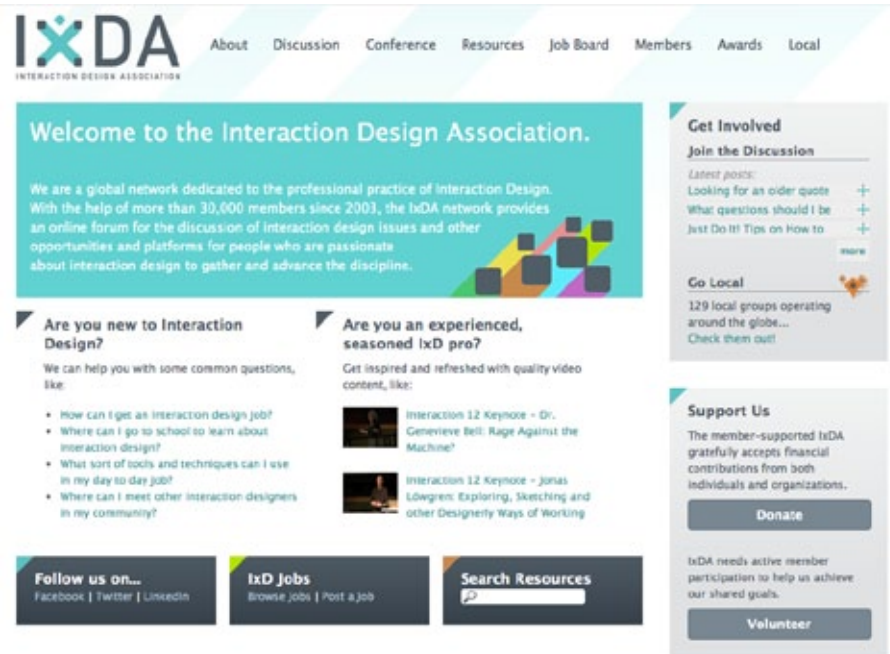 IXDA
INTERACTION DESIGN ASSOCIATION
About Discussion Conference Resources Job Board Members Awards Local
Welcome to the Interaction Design Association.
We are a global network dedicated to the professional practice of Interaction Design.
With the help of more than 30,000 members since 2003, the IxDA network provides
an online forum for the discussion of interaction design issues and other
opportunities and platforms for people who are passionate
about interaction design to gather and advance the discipline.
Are you new to Interaction
Design?
We can help you with some common questions,
like:
• How can I get an interaction design job?
• Where can I go to school to learn about
interaction design?
• What sort of tools and techniques can I use
in my day to day job?
• Where can I meet other interaction designers
in my community?
Are you an experienced,
seasoned IxD pro?
Get inspired and refreshed with quality video
content, like:
Interaction 12 Keynote - Dr.
Genevieve Bell: Rage Against the
Machine?
Interaction 12 Keynote - Jonas
Löwgren: Exploring, Sketching and
other Designerly Ways of Working
Follow us on...
Facebook | Twitter | LinkedIn
IxD Jobs
Browse Jobs | Post a Job
Search Resources
Get Involved
Join the Discussion
Latest posts:
Looking for an older quote
What questions should I be
Just Do It! Tips on How to
more
Go Local
129 local groups operating
around the globe...
Check them out!
Support Us
The member-supported IxDA
gratefully accepts financial
contributions from both
individuals and organizations.
Donate
IxDA needs active member
participation to help us achieve
our shared goals.
Volunteer